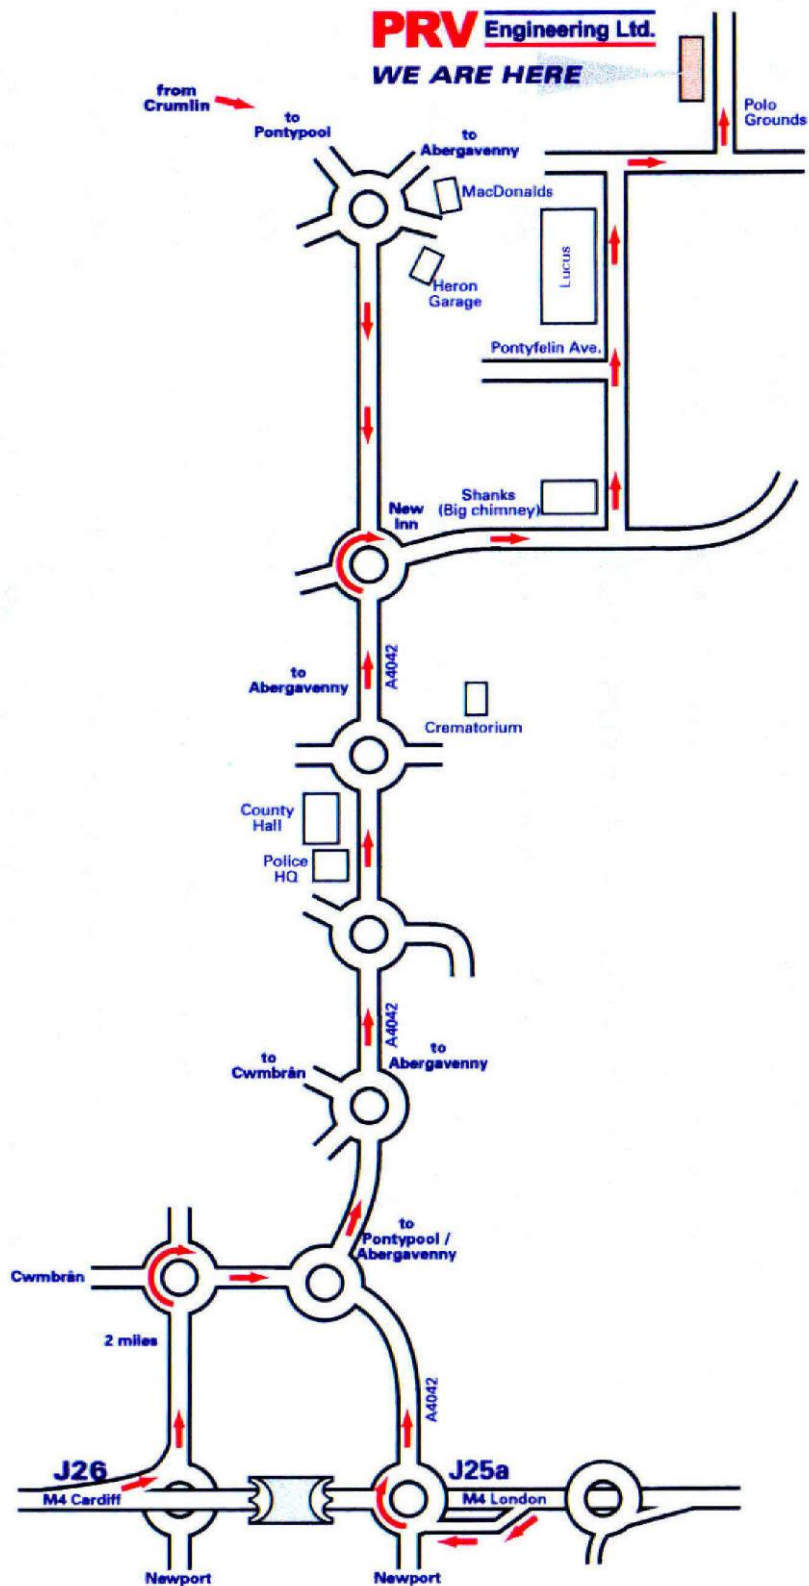 PRV Engineering Ltd.
WE ARE HERE
from
Crumlin
to
Pontypool
to
Abergavenny
Polo
Grounds
MacDonalds
Lucus
Heron
Garage
Pontyfelin Ave.
Shanks
(Big chimney)
New
Inn
to
Abergavenny
A4042
Crematorium
County
Hall
Police
HQ
A4042
to
Cwmbrân
to
Abergavenny
to
Pontypool /
Abergavenny
Cwmbrân
2 miles
A4042
J26
M4 Cardiff
J25a
M4 London
Newport
Newport